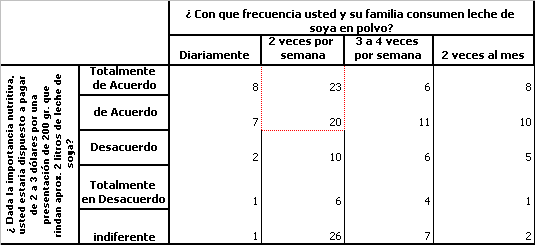 ¿ Con que frecuencia usted y su familia consumen leche de
soya en polvo?
Diariamente
2 veces por
semana
3 a 4 veces
por semana
2 veces al mes
¿ Dada la importancia nutritiva,
usted estaria dispuesto a pagar
de 2 a 3 dólares por una
presentación de 200 gr. que
rindan aprox. 2 litros de leche de
soya?
Totalmente
de Acuerdo
8 23 6 8
de Acuerdo
7 20 11 10
Desacuerdo
2 10 6 5
Totalmente
en Desacuerdo
1 6 4 1
indiferente
1 26 7 2